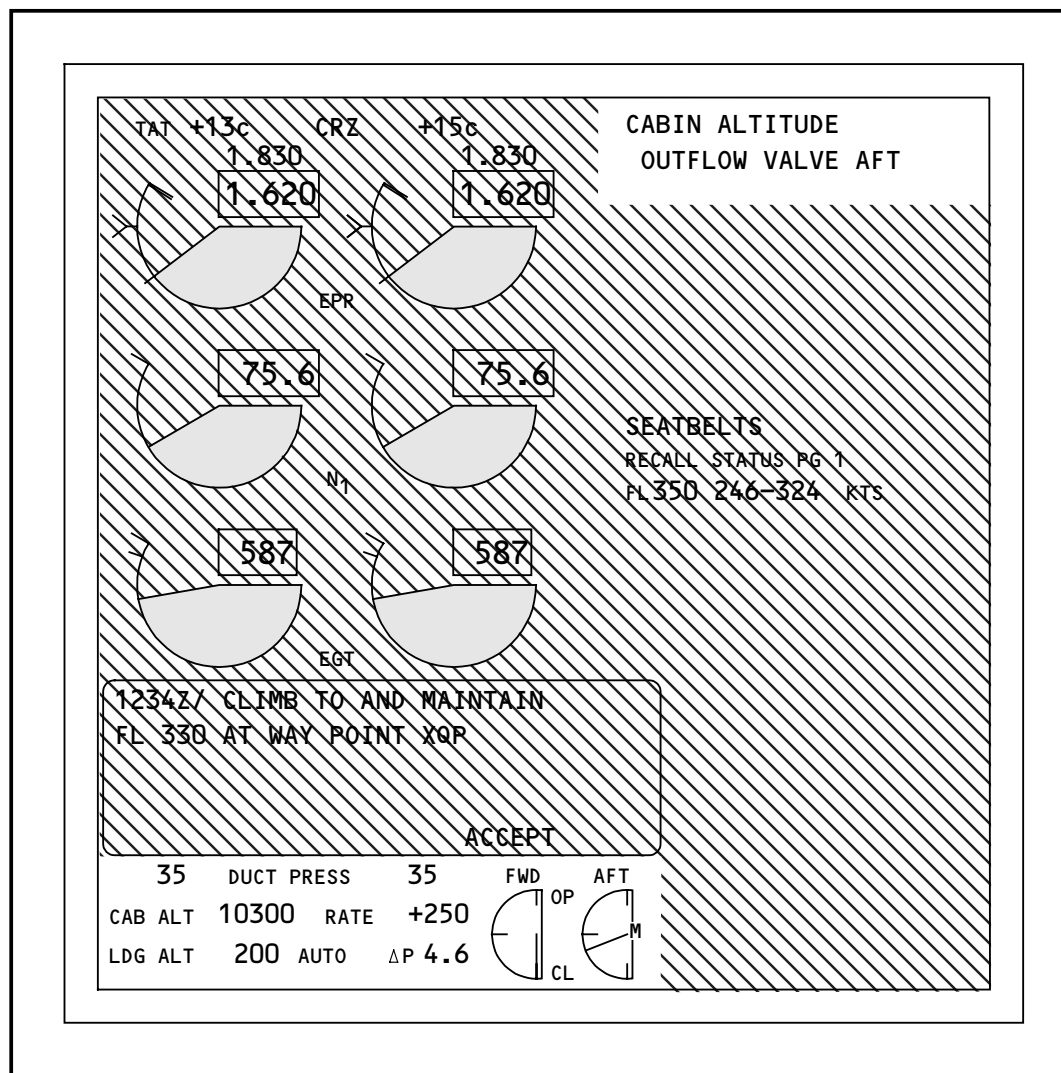 TAT +13c CRZ +15c
1.830 1.830
1.620 1.620
EPR
75.6 75.6
N1
587 587
EGT
CABIN ALTITUDE
OUTFLOW VALVE AFT
SEATBELTS
RECALL STATUS PG 1
FL350 246-324 KTS
1234Z/ CLIMB TO AND MAINTAIN
FL 330 AT WAY POINT XQP
ACCEPT
35 DUCT PRESS 35 FWD AFT
OP
CAB ALT 10300 RATE +250
M
LDG ALT 200 AUTO ΔP 4.6
CL